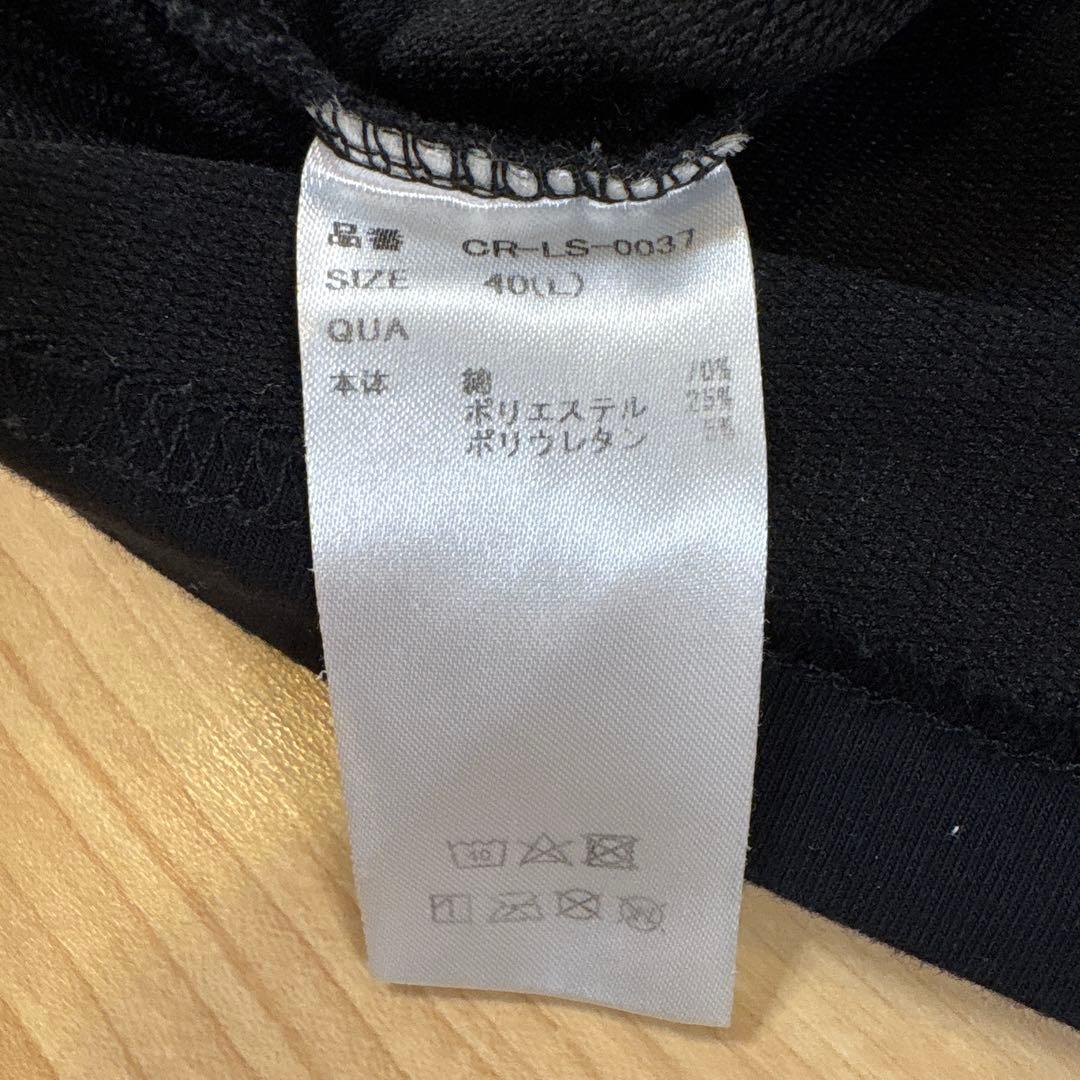 品番 CR-LS-0037
SIZE 40(L)
QUA
本体 綿 70%
ポリエステル 25%
ポリウレタン 5%
40